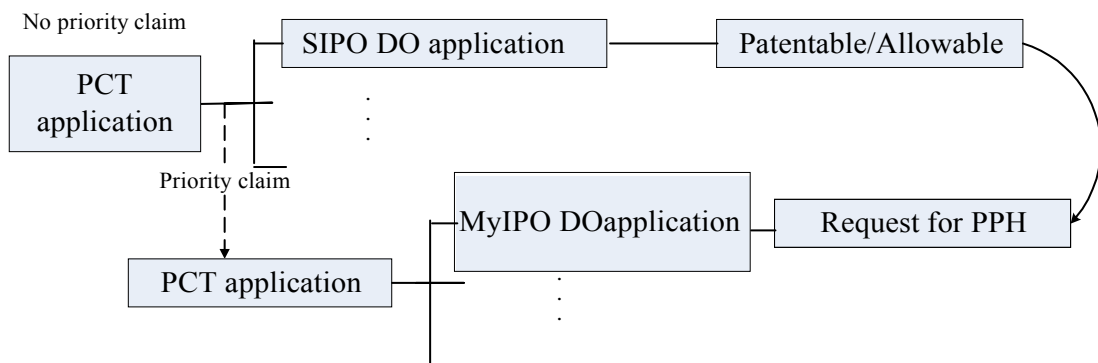 No priority claim
SIPO DO application
Patentable/Allowable
PCT
application
Priority claim
MyIPO DOapplication
Request for PPH
PCT application